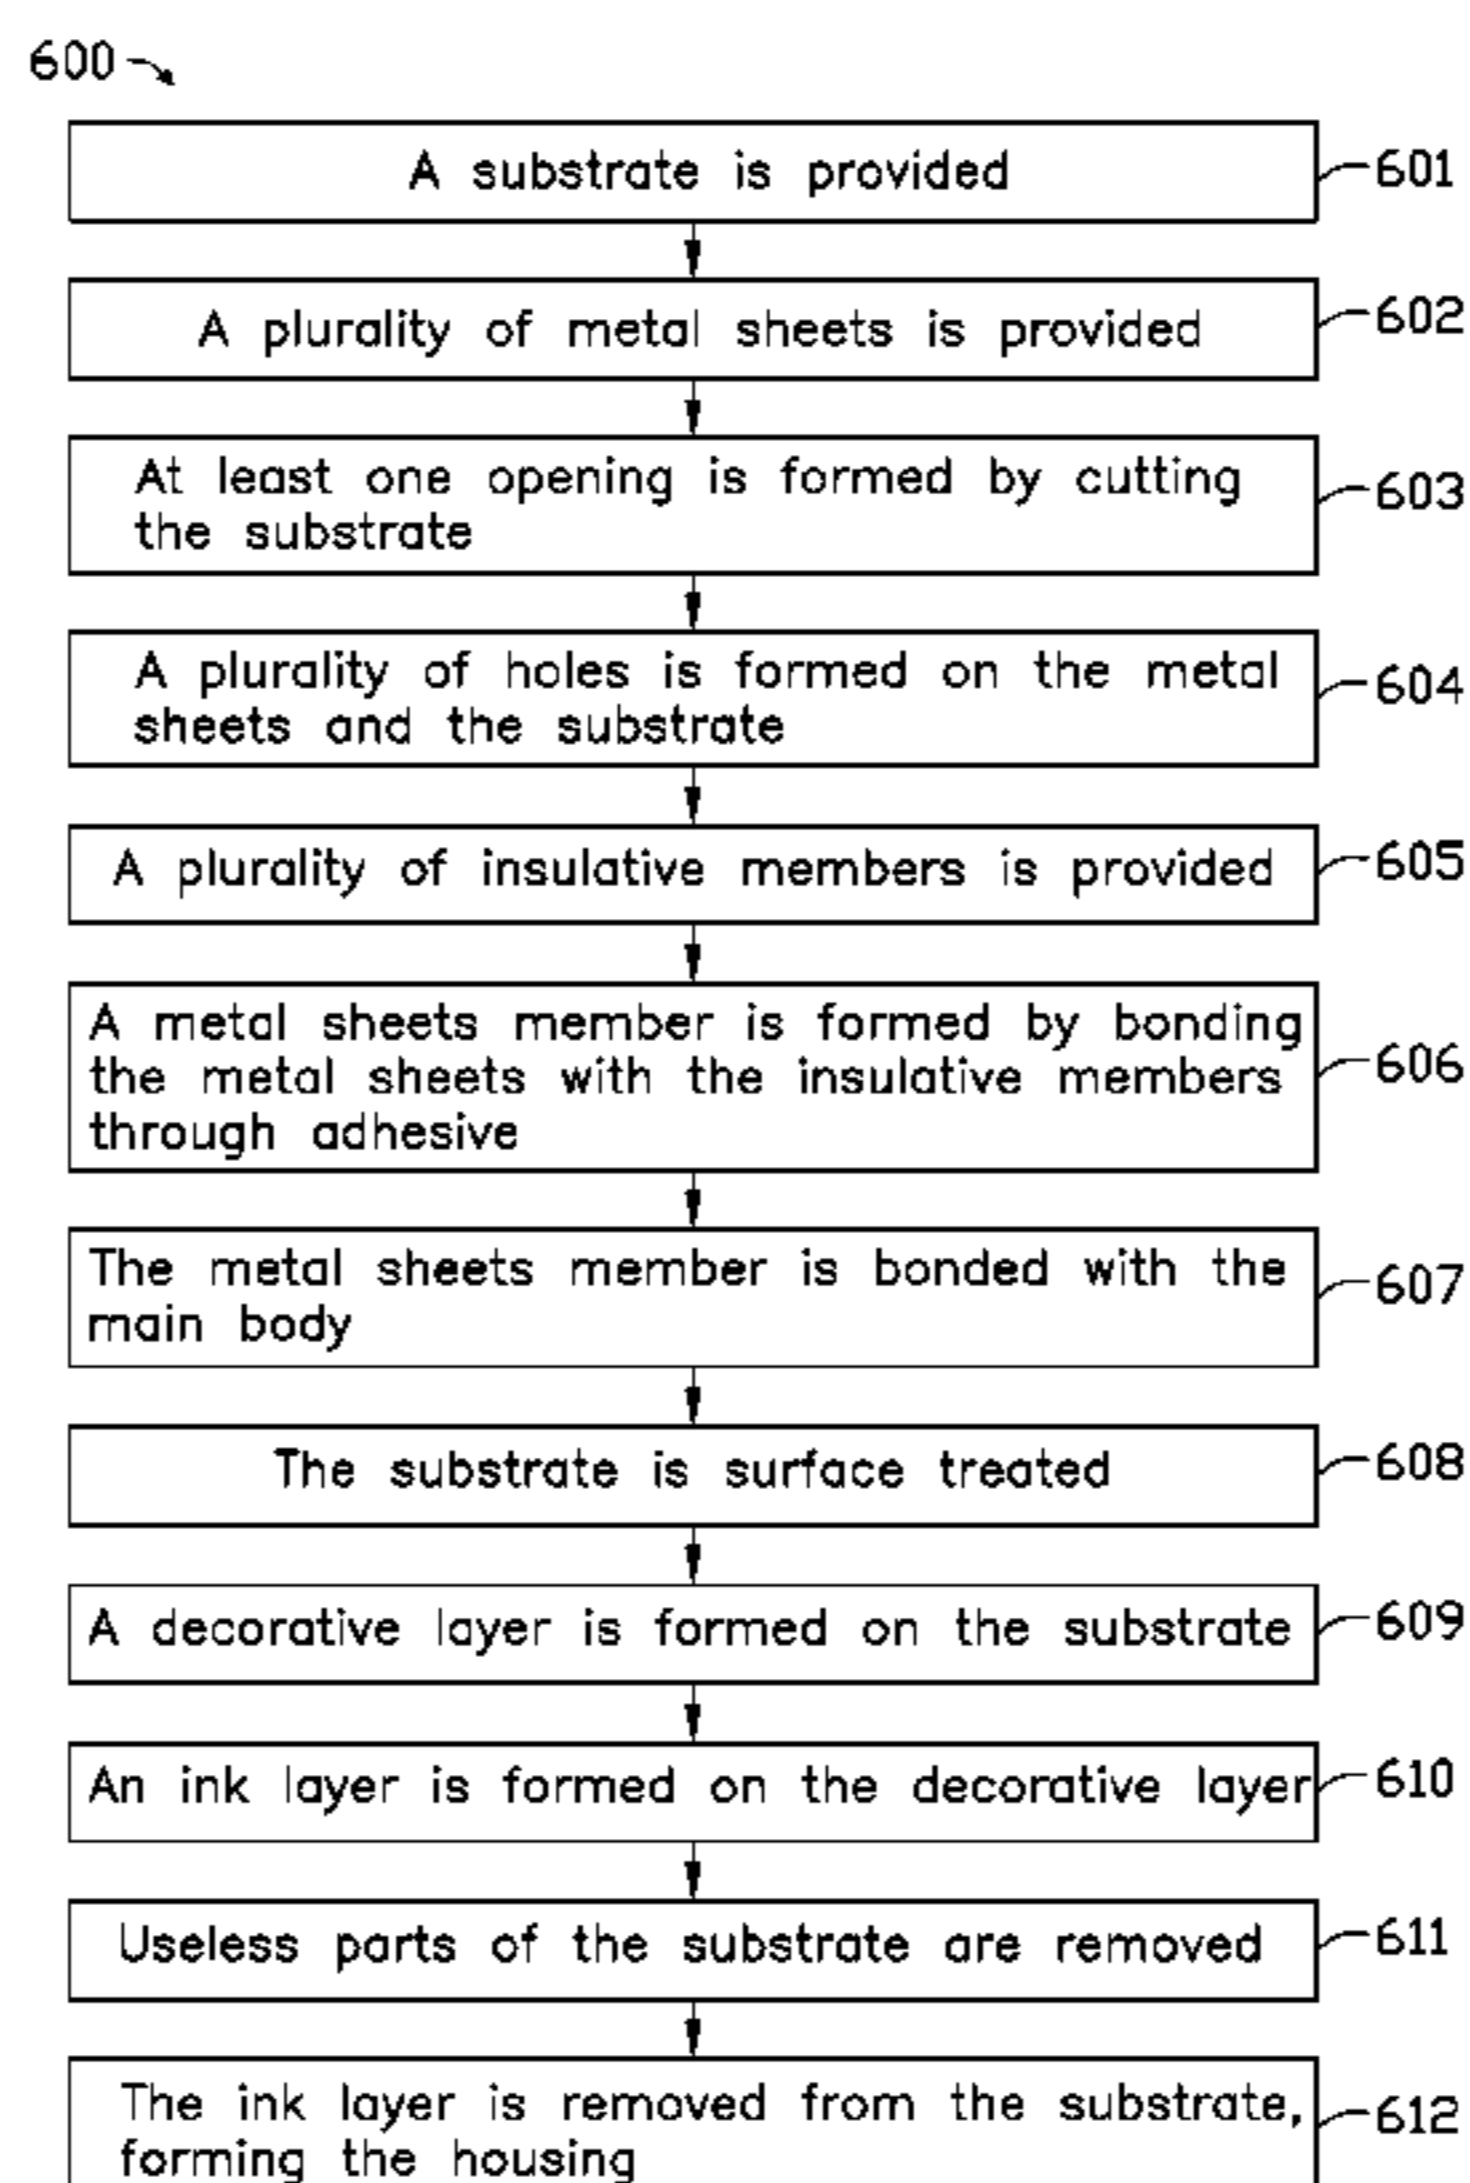 600
A substrate is provided
601
A plurality of metal sheets is provided
602
At least one opening is formed by cutting
the substrate
603
A plurality of holes is formed on the metal
sheets and the substrate
604
A plurality of insulative members is provided
605
A metal sheets member is formed by bonding
the metal sheets with the insulative members
through adhesive
606
The metal sheets member is bonded with the
main body
607
The substrate is surface treated
608
A decorative layer is formed on the substrate
609
An ink layer is formed on the decorative layer
610
Useless parts of the substrate are removed
611
The ink layer is removed from the substrate,
forming the housing
612